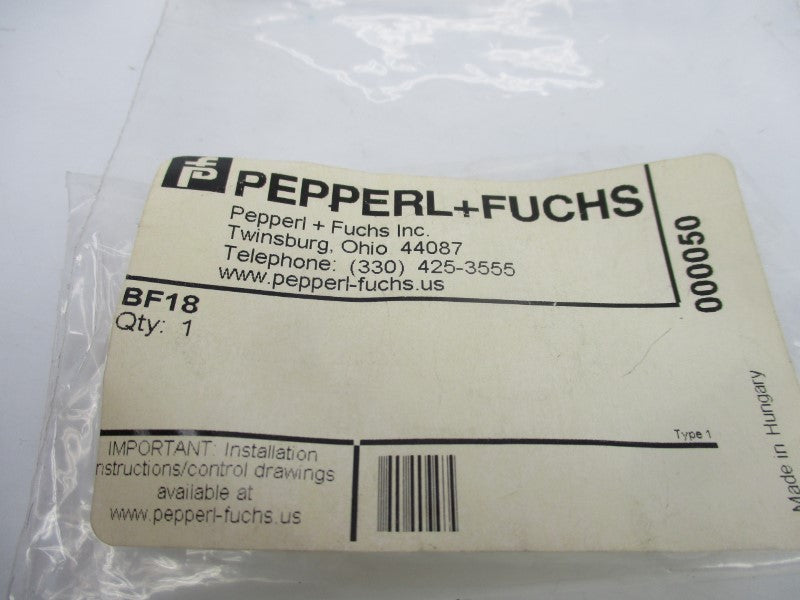 PEPPERL+FUCHS
Pepperl + Fuchs Inc.
Twinsburg, Ohio 44087
Telephone: (330) 425-3555
www.pepperl-fuchs.us
000050
BF18
Qty: 1
Type 1
Made in Hungary
IMPORTANT: Installation
nstructions/control drawings
available at
www.pepperl-fuchs.us